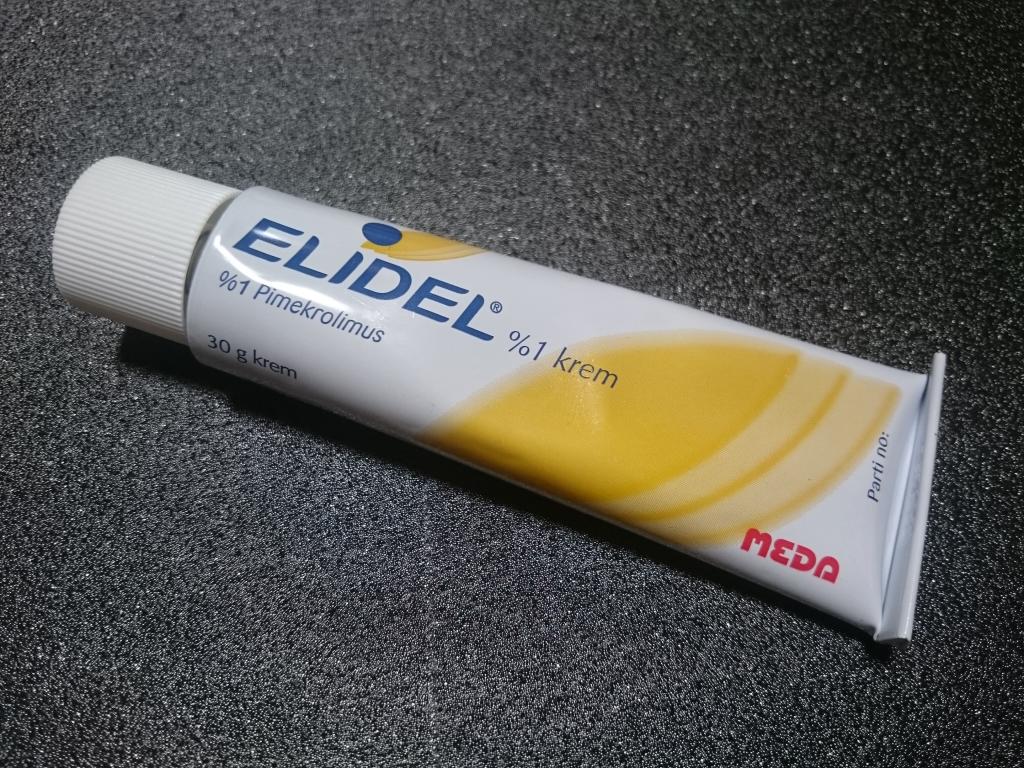 ELIDEL® %1 krem
%1 Pimekrolimus
30 g krem
Parti no:
MEDA